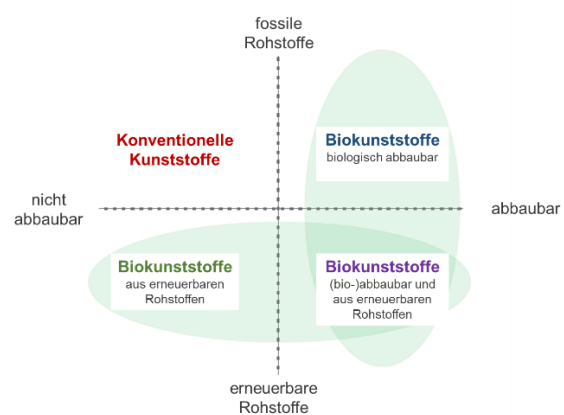 fossile
Rohstoffe
Konventionelle
Kunststoffe
Biokunststoffe
biologisch abbaubar
nicht
abbaubar
abbaubar
Biokunststoffe
aus erneuerbaren
Rohstoffen
Biokunststoffe
(bio-)abbaubar und
aus erneuerbaren
Rohstoffen
erneuerbare
Rohstoffe